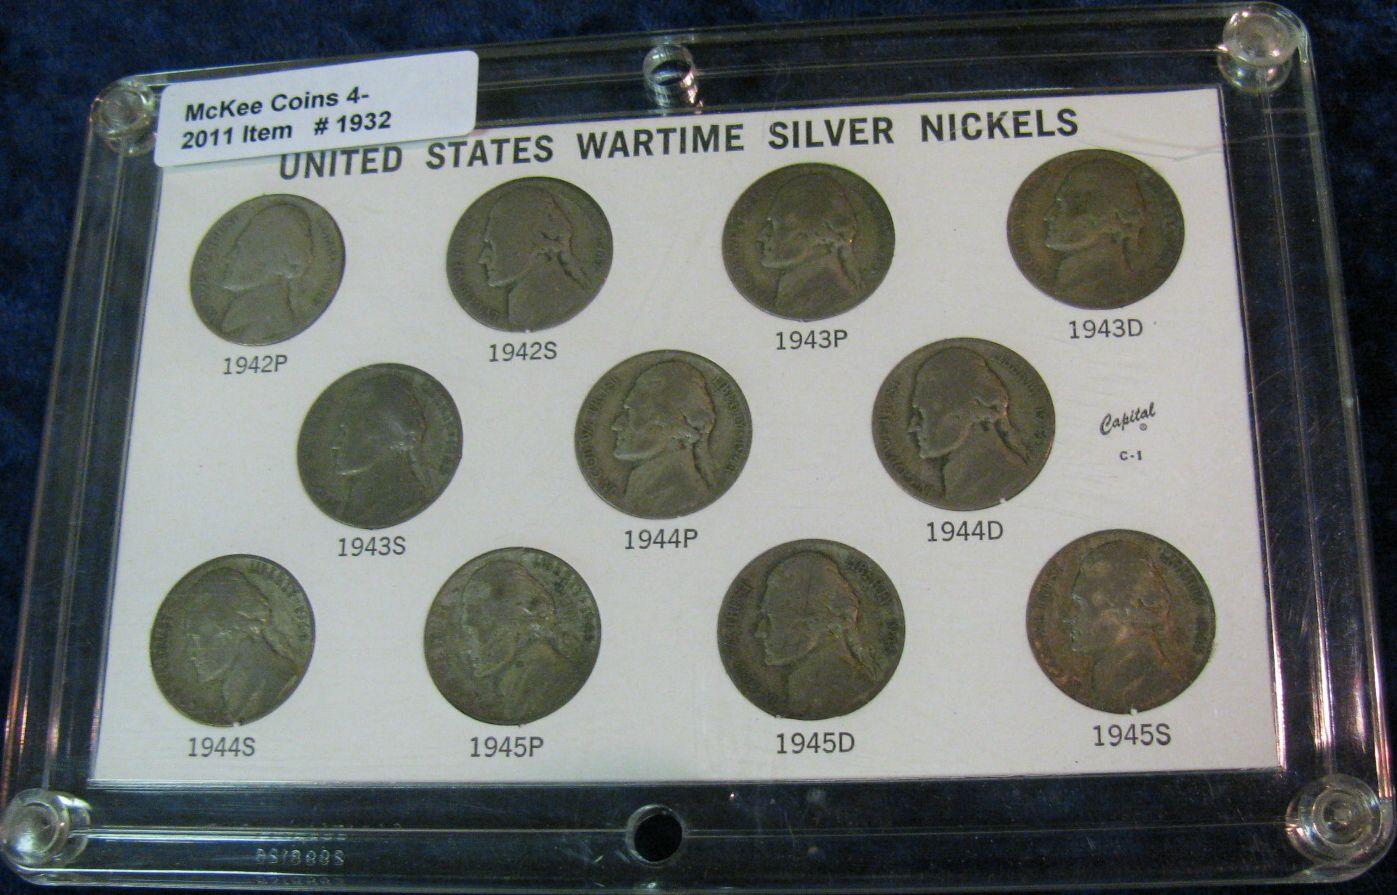 McKee Coins 4-
2011 Item # 1932
UNITED STATES WARTIME SILVER NICKELS
1942P 1942S 1943P 1943D
1943S 1944P 1944D
Capital ®
C-1
1944S 1945P 1945D 1945S